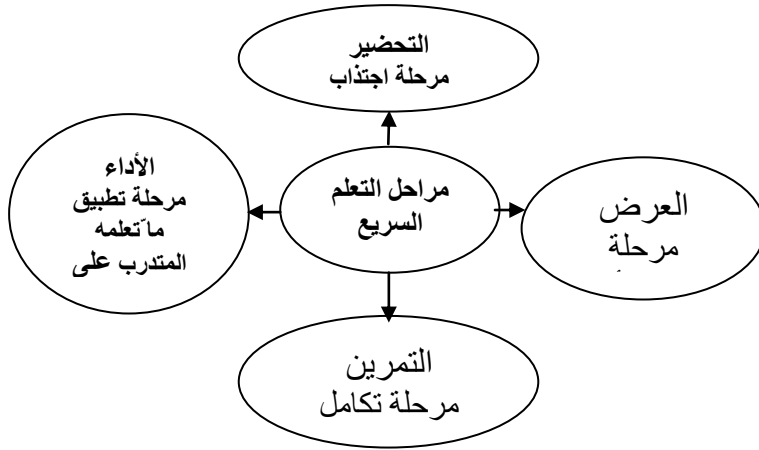 التحضير
مرحلة اجتذاب
مراحل التعلم
السريع
العرض
مرحلة
التمرين
مرحلة تكامل
الأداء
مرحلة تطبيق
ما ّتعلمه
المتدرب على